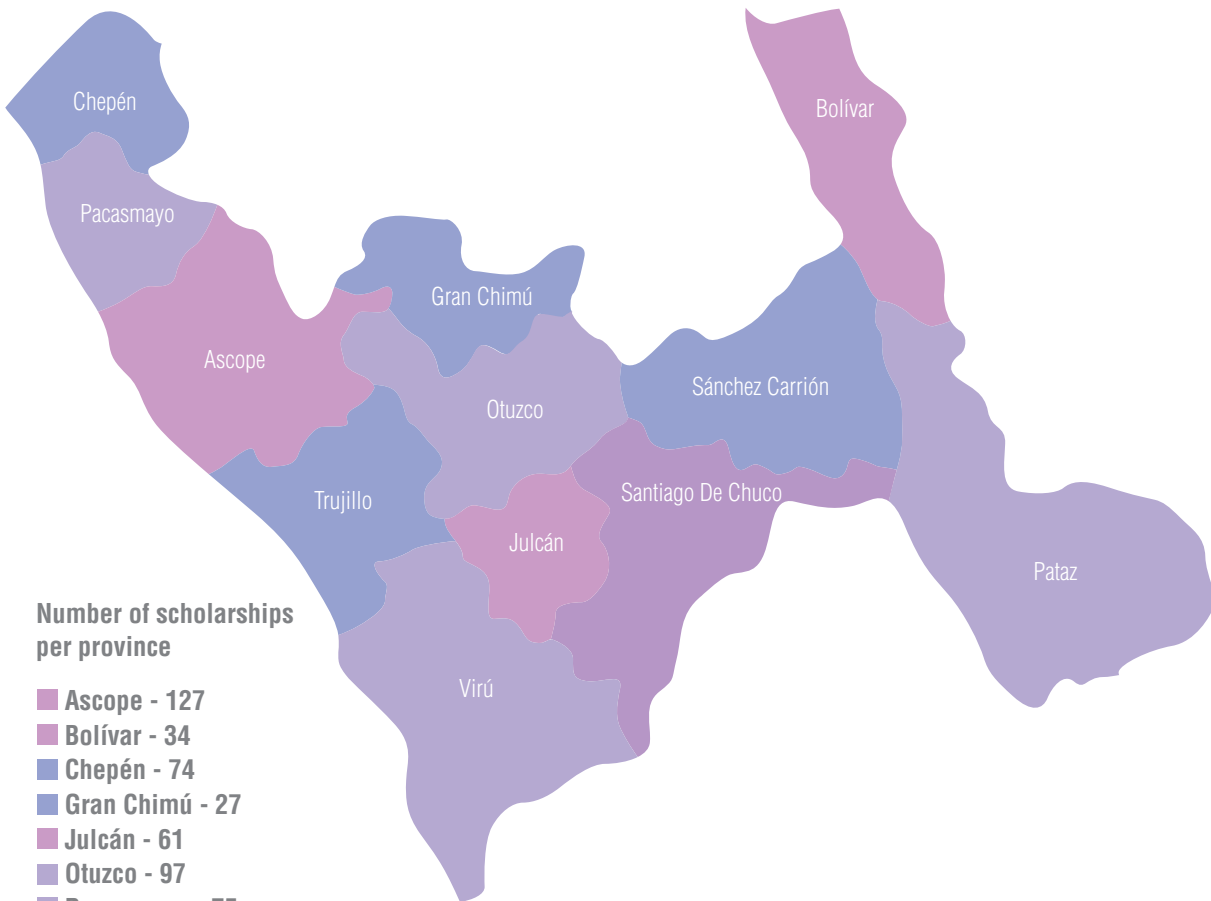 Chepén
Bolívar
Pacasmayo
Gran Chimú
Ascope
Sánchez Carrión
Otuzco
Santiago De Chuco
Trujillo
Julcán
Pataz
Virú
Number of scholarships
per province
Ascope - 127
Bolívar - 34
Chepén - 74
Gran Chimú - 27
Julcán - 61
Otuzco - 97